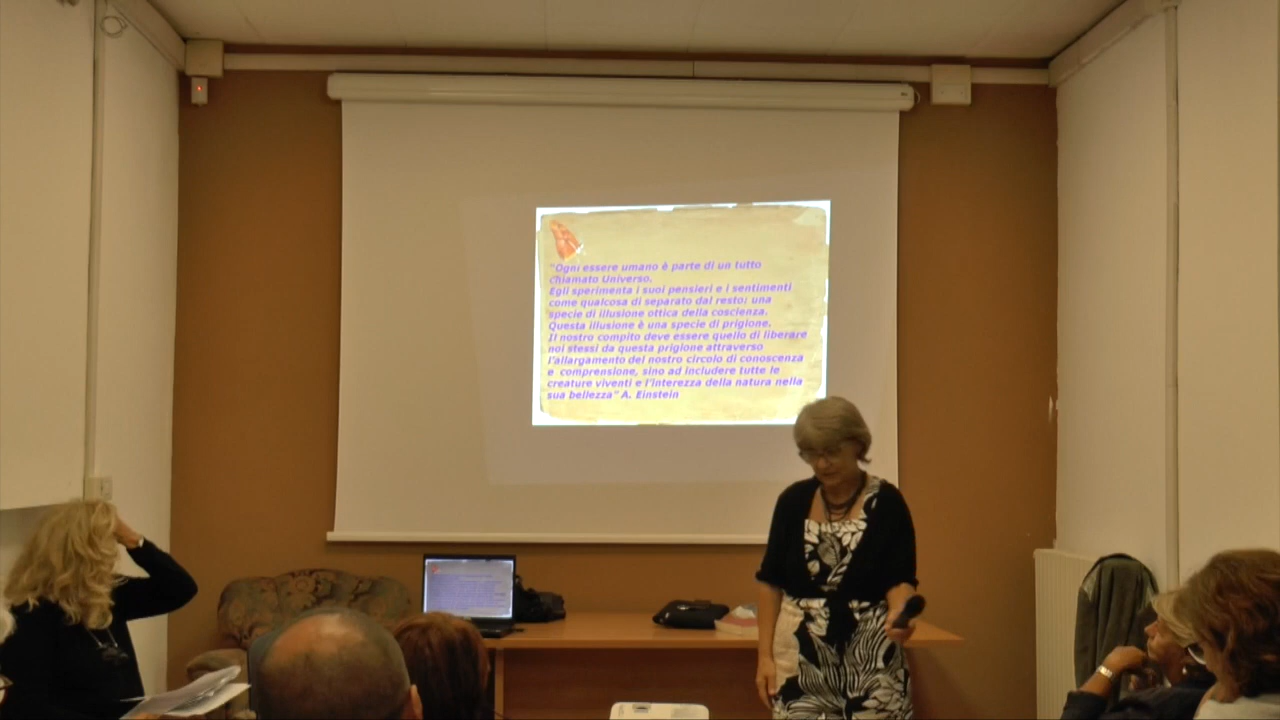 "Ogni essere umano è parte di un tutto
chiamato Universo.
Egli sperimenta i suoi pensieri e i sentimenti
come qualcosa di separato dal resto: una
specie di illusione ottica della coscienza.
Questa illusione è una specie di prigione.
Il nostro compito deve essere quello di liberare
noi stessi da questa prigione attraverso
l'allargamento del nostro circolo di conoscenza
e comprensione, sino ad includere tutte le
creature viventi e l'interezza della natura nella
sua bellezza" A. Einstein